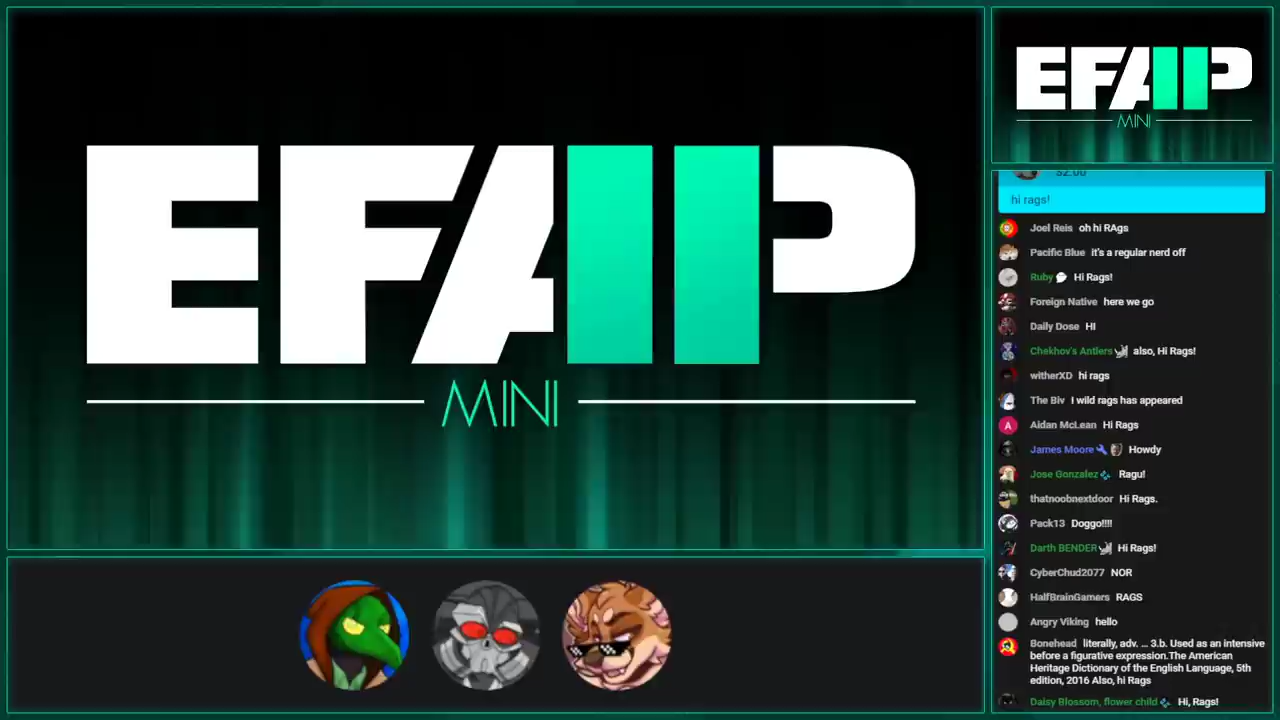 EFAP
MINI
EFAP
MINI
$2.00
hi rags!
Joel Reis oh hi RAgs
Pacific Blue it's a regular nerd off
Ruby Hi Rags!
Foreign Native here we go
Daily Dose HI
Chekhov's Antlers also, Hi Rags!
witherXD hi rags
The Biv I wild rags has appeared
Aidan McLean Hi Rags
James Moore Howdy
Jose Gonzalez Ragu!
thatnoobnextdoor Hi Rags.
Pack13 Doggo!!!!
Darth BENDER Hi Rags!
CyberChud2077 NOR
HalfBrainGamers RAGS
Angry Viking hello
Bonehead literally, adv. ... 3.b. Used as an intensive
before a figurative expression.The American
Heritage Dictionary of the English Language, 5th
edition, 2016 Also, hi Rags
Daisy Blossom, flower child Hi, Rags!